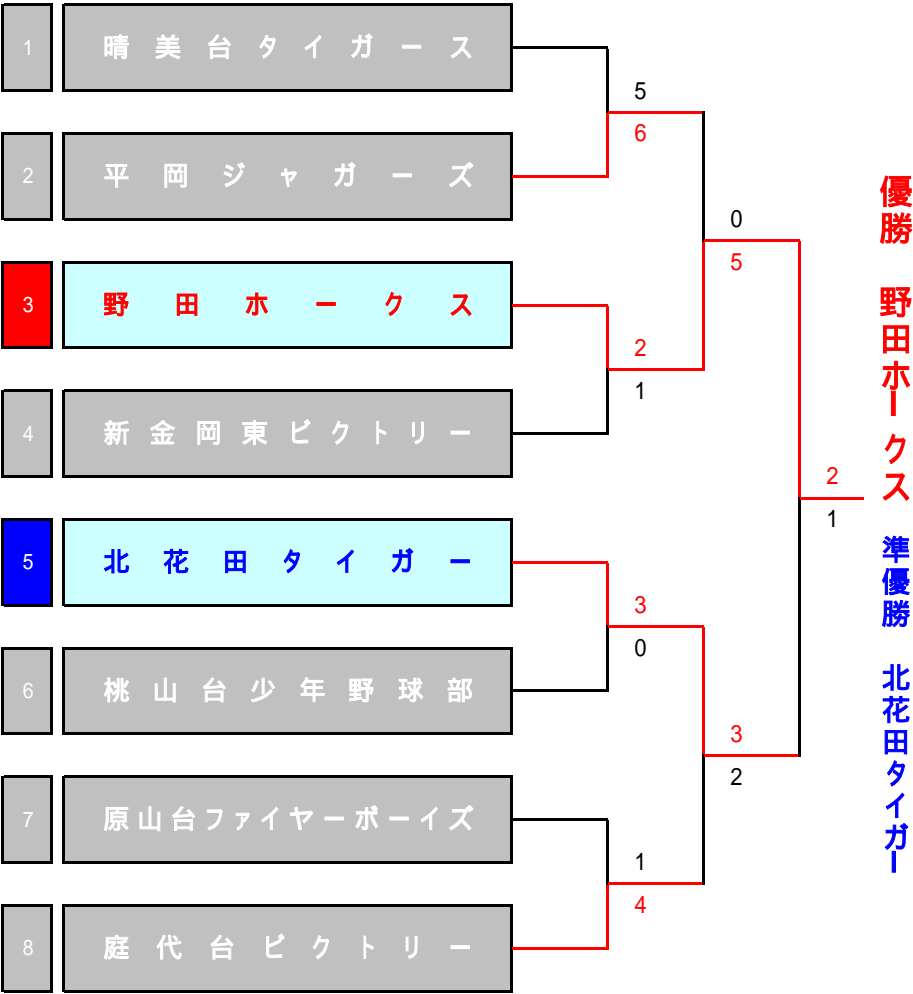 1 晴美台タイガース
5
6
2 平岡ジャガーズ
0
5
3 野田ホークス
2
1
4 新金岡東ビクトリー
2
1
5 北花田タイガー
3
0
6 桃山台少年野球部
3
2
7 原山台ファイヤーボーイズ
1
4
8 庭代台ビクトリー
優勝 野田ホークス
準優勝 北花田タイガー